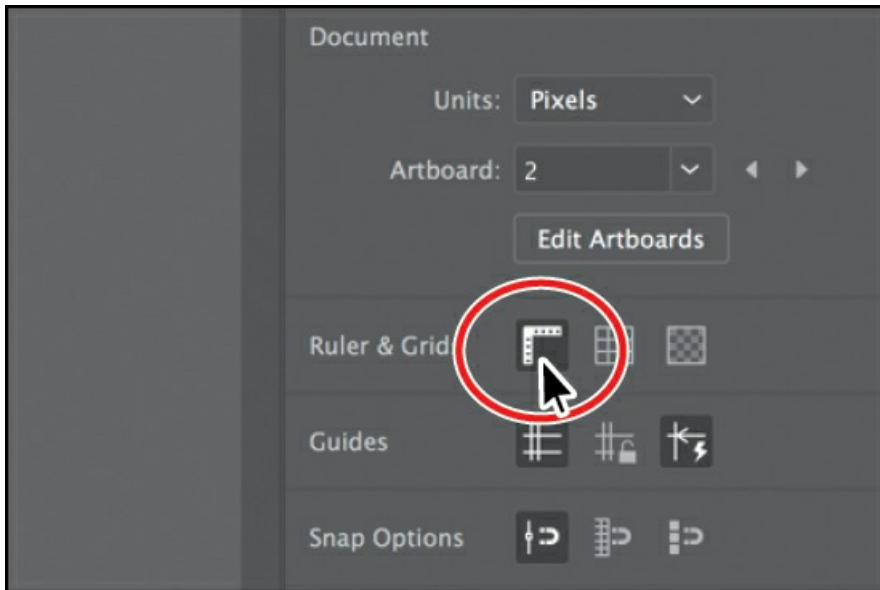 Document
Units: Pixels
Artboard: 2
Edit Artboards
Ruler & Grid
Guides
Snap Options